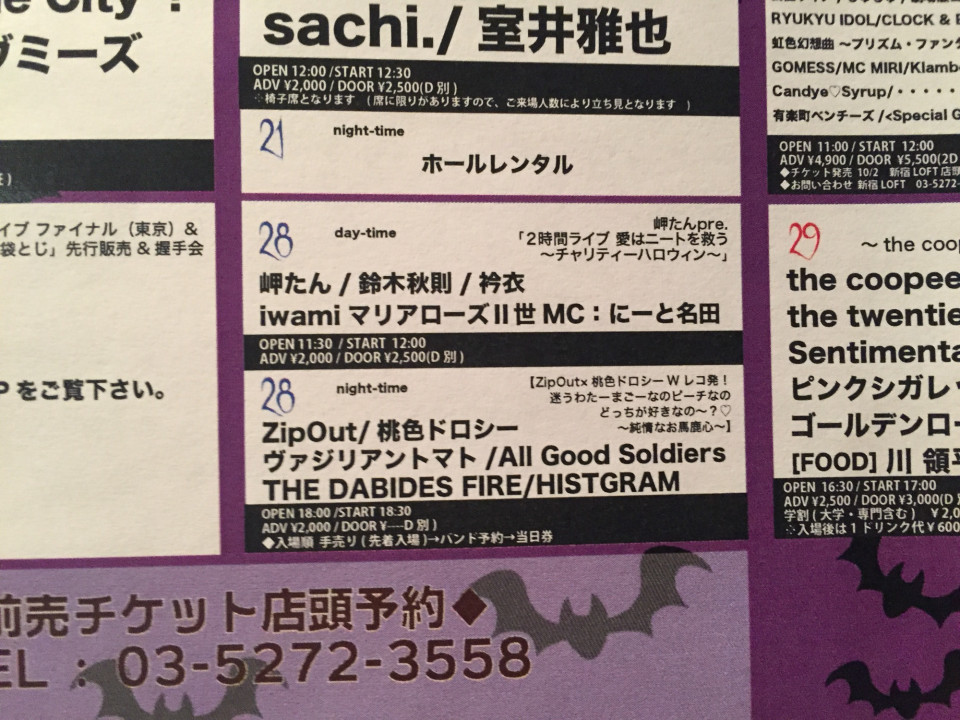 e City
ヴミーズ
イブ ファイナル（東京）＆
袋とじ」先行販売 & 握手会
P をご覧下さい。
sachi./ 室井雅也
OPEN 12:00 /START 12:30
ADV ¥2,000 / DOOR ¥2,500(D 別 )
※椅子席となります （ 席に限りがありますので、ご来場人数により立ち見となります ）
21 night-time
ホールレンタル
28 day-time
岬たんpre.
「２時間ライブ 愛はニートを救う
～チャリティーハロウィン～」
岬たん / 鈴木秋則 / 衿衣
iwami マリアローズII世 MC：にーと名田
OPEN 11:30 / START 12:00
ADV ¥2,000 / DOOR ¥2,500(D 別 )
28 night-time
【ZipOut× 桃色ドロシー W レコ発！
迷うわたーまごーなのピーチなの
どっちが好きなの～？♡
～純情なお馬鹿心～】
ZipOut/ 桃色ドロシー
ヴァジリアントマト /All Good Soldiers
THE DABIDES FIRE/HISTGRAM
OPEN 18:00 /START 18:30
ADV ¥2,000 / DOOR ¥----D 別 )
◆入場順 手売り ( 先着入場 )→バンド予約→当日券
RYUKYU IDOL/CLOCK &
虹色幻想曲 ～プリズム・ファンタ
GOMESS/MC MIRI/Klamb
Candye♡Syrup/・・・・・
有楽町ベンチーズ /<Special G
OPEN 11:00 / START 12:00
ADV ¥4,900 / DOOR ¥5,500(2D
◆チケット発売 10/2 新宿 LOFT 店頭
◆お問い合わせ 新宿 LOFT 03-5272-
29 ～ the coop
the coopee
the twentie
Sentimenta
ピンクシガレッ
ゴールデンロー
[FOOD] 川 領平
OPEN 16:30 / START 17:00
ADV ¥2,500 / DOOR ¥3,000(D
学割 ( 大学・専門含む ) ￥2,0
※入場後は１ドリンク代￥600
前売チケット店頭予約◆
EL : 03-5272-3558